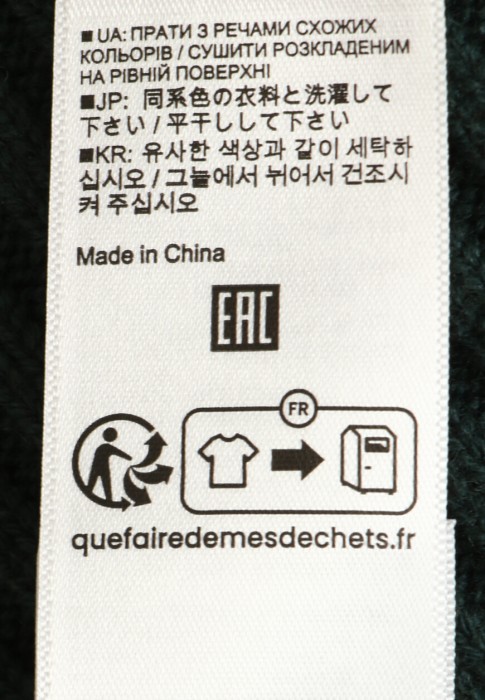 ■ UA: ПРАТИ З РЕЧАМИ СХОЖИХ
КОЛЬОРІВ / СУШИТИ РОЗКЛАДЕНИМ
НА РІВНІЙ ПОВЕРХНІ
■JP: 同系色の衣料と洗濯して
下さい / 平干しして下さい
■KR: 유사한 색상과 같이 세탁하
십시오 / 그늘에서 뉘어서 건조시
켜 주십시오
Made in China
EAC
FR
quefairedemesdechets.fr